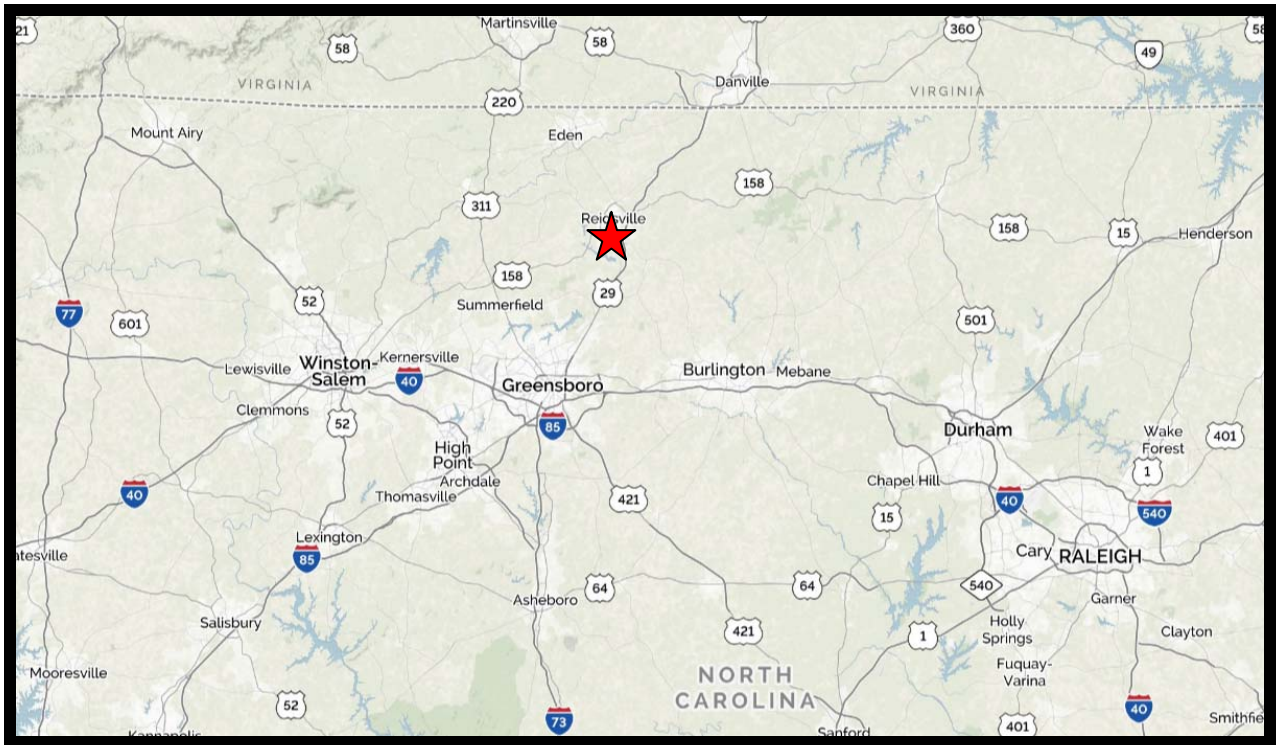 21
Martinsville
58
58
360
49
58
VIRGINIA
Danville
VIRGINIA
220
Mount Airy
Eden
158
311
Reidsville
158
15
Henderson
158
52
Summerfield
29
77
601
501
Winston-
Salem
Kernersville
Lewisville
40
Greensboro
Burlington
Mebane
Clemmons
52
85
Durham
Wake
Forest
401
High
Point
1
Archdale
Chapel Hill
40
Thomasville
40
421
15
540
Lexington
85
atesville
Cary
RALEIGH
64
64
540
Asheboro
Garner
Salisbury
421
1
Holly
Springs
Clayton
Mooresville
NORTH
CAROLINA
Fuquay-
Varina
52
73
40
401
Smithfie
Sanford
Kannapolis